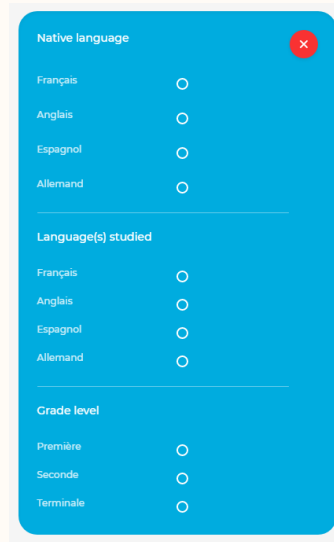 Native language
Français
Anglais
Espagnol
Allemand
Language(s) studied
Français
Anglais
Espagnol
Allemand
Grade level
Première
Seconde
Terminale